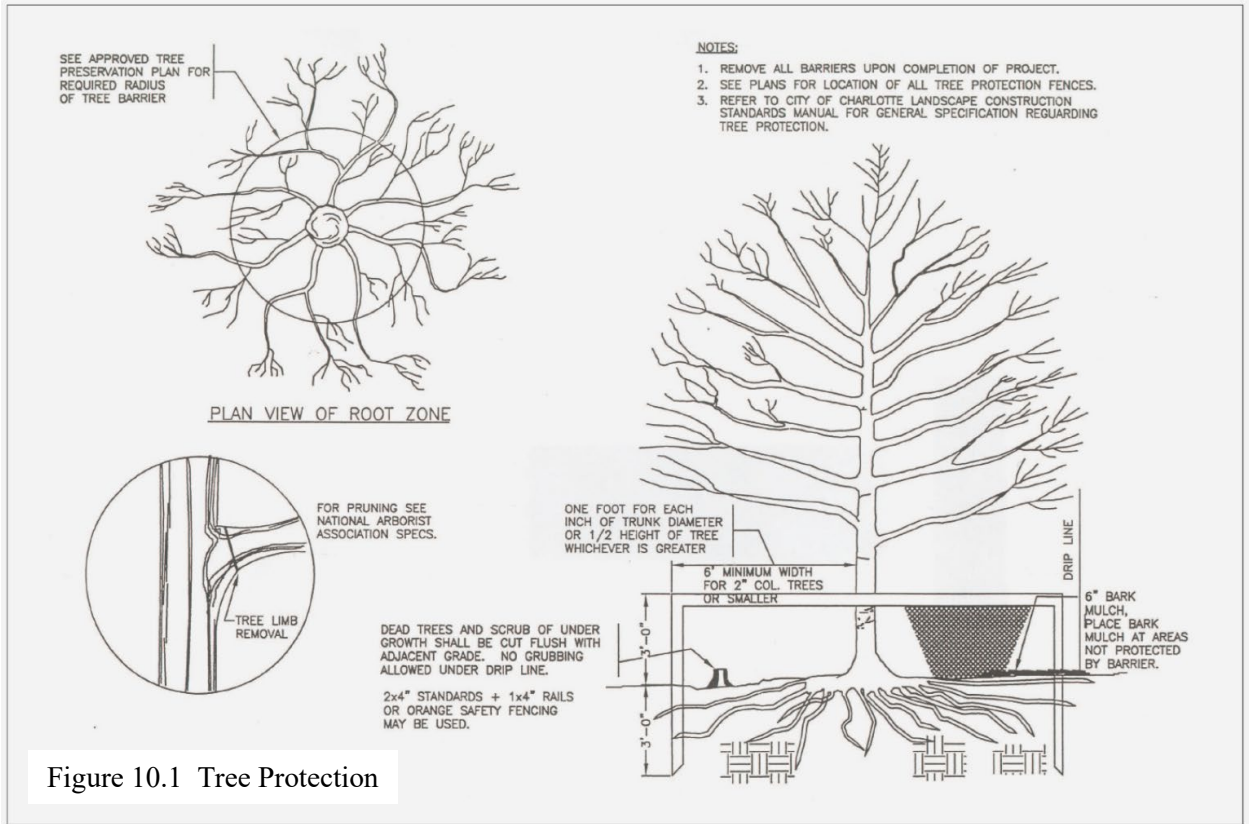 SEE APPROVED TREE
PRESERVATION PLAN FOR
REQUIRED RADIUS
OF TREE BARRIER
PLAN VIEW OF ROOT ZONE
NOTES:
1. REMOVE ALL BARRIERS UPON COMPLETION OF PROJECT.
2. SEE PLANS FOR LOCATION OF ALL TREE PROTECTION FENCES.
3. REFER TO CITY OF CHARLOTTE LANDSCAPE CONSTRUCTION
STANDARDS MANUAL FOR GENERAL SPECIFICATION REGUARDING
TREE PROTECTION.
FOR PRUNING SEE
NATIONAL ARBORIST
ASSOCIATION SPECS.
TREE LIMB
REMOVAL
ONE FOOT FOR EACH
INCH OF TRUNK DIAMETER
OR 1/2 HEIGHT OF TREE
WHICHEVER IS GREATER
6' MINIMUM WIDTH
FOR 2" COL. TREES
OR SMALLER
DRIP LINE
6" BARK
MULCH,
PLACE BARK
MULCH AT AREAS
NOT PROTECTED
BY BARRIER.
DEAD TREES AND SCRUB OF UNDER
GROWTH SHALL BE CUT FLUSH WITH
ADJACENT GRADE. NO GRUBBING
ALLOWED UNDER DRIP LINE.
2x4" STANDARDS + 1x4" RAILS
OR ORANGE SAFETY FENCING
MAY BE USED.
3'-0"
3'-0"
Figure 10.1 Tree Protection